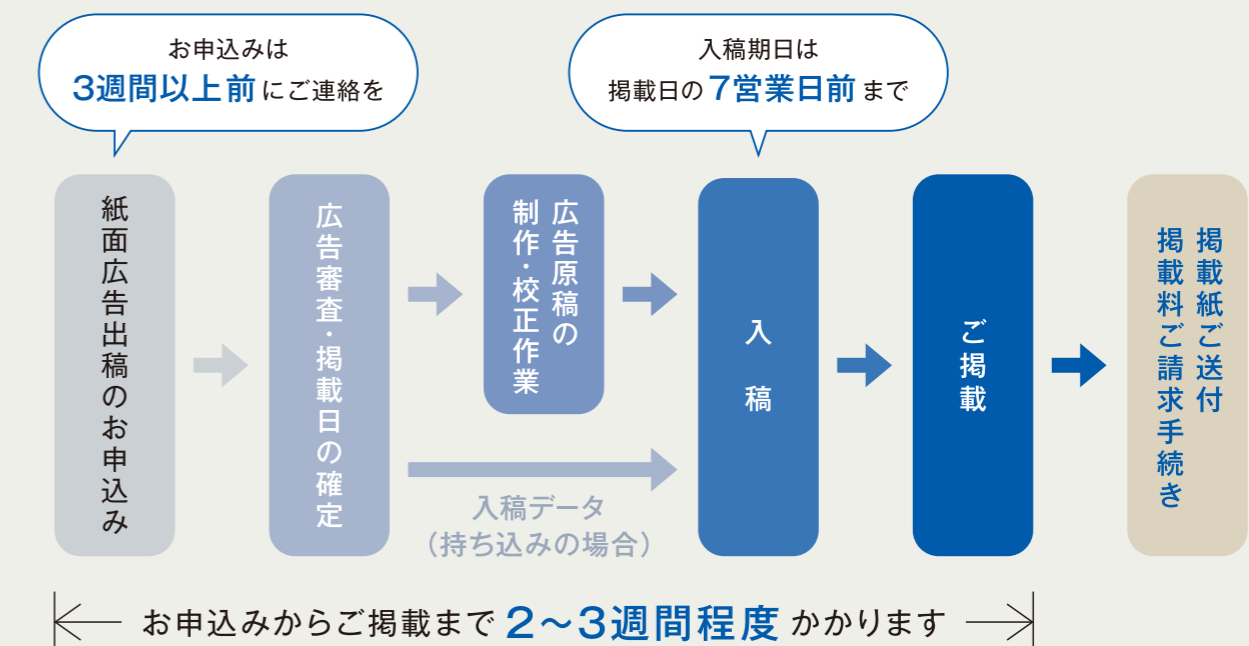 お申込みは
3週間以上前にご連絡を
入稿期日は
掲載日の7営業日前まで
紙面広告出稿のお申込み
広告審査・掲載日の確定
広告原稿の
制作・校正作業
入稿データ
（持ち込みの場合）
入稿
ご掲載
掲載紙ご送付
掲載料ご請求手続き
お申込みからご掲載まで2〜3週間程度かかります